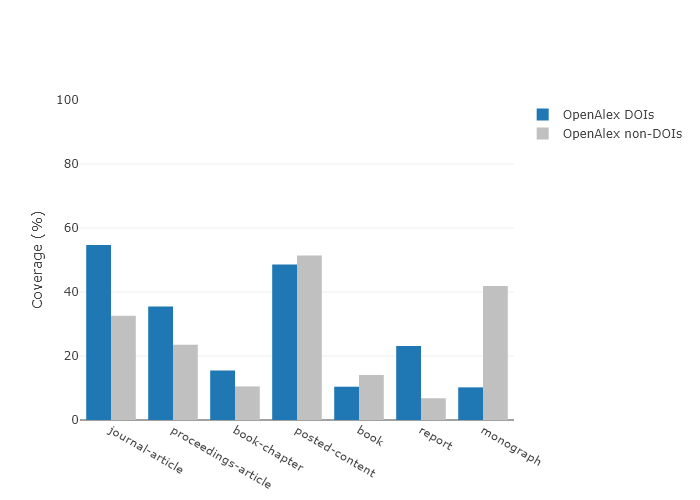 100
80
60
40
20
0
Coverage (%)
journal-article
proceedings-article
book-chapter
posted-content
book
report
monograph
OpenAlex DOIs
OpenAlex non-DOIs